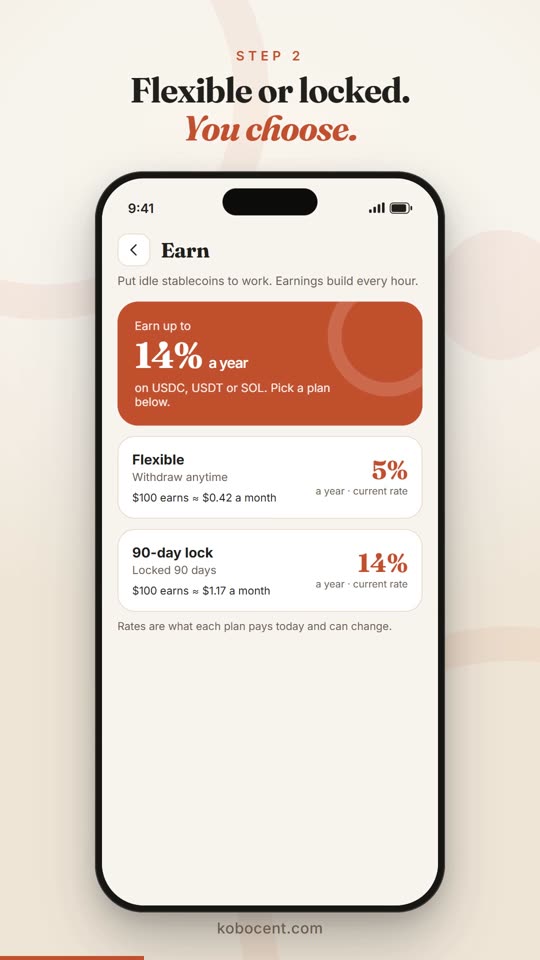 STEP 2
Flexible or locked.
You choose.
9:41
Earn
Put idle stablecoins to work. Earnings build every hour.
Earn up to
14% a year
on USDC, USDT or SOL. Pick a plan
below.
Flexible
Withdraw anytime
$100 earns ≈ $0.42 a month
5%
a year · current rate
90-day lock
Locked 90 days
$100 earns ≈ $1.17 a month
14%
a year · current rate
Rates are what each plan pays today and can change.
kobocent.com